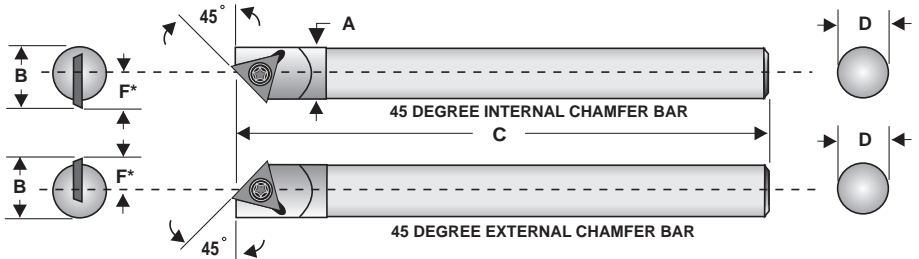 45°
A
D
B
F*
45 DEGREE INTERNAL CHAMFER BAR
C
D
B
F*
45 DEGREE EXTERNAL CHAMFER BAR
45°